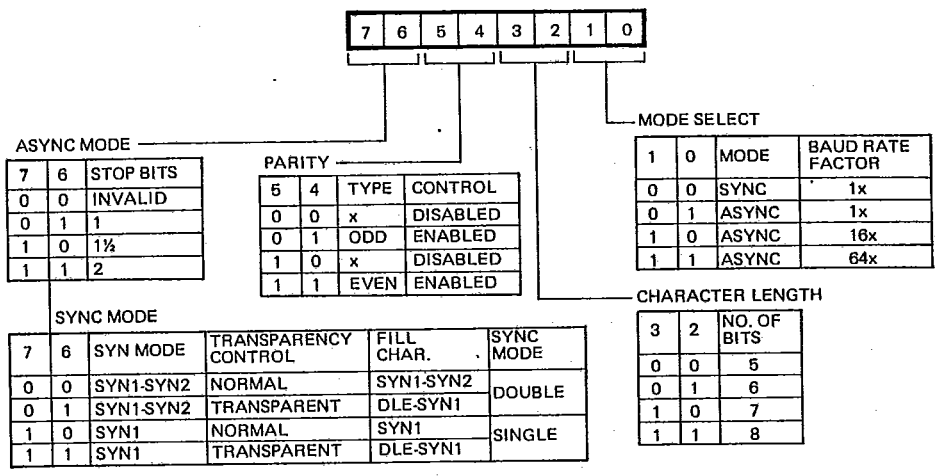 7 6 5 4 3 2 1 0
ASYNC MODE
7 6 STOP BITS
0 0 INVALID
0 1 1
1 0 1½
1 1 2
PARITY
5 4 TYPE CONTROL
0 0 x DISABLED
0 1 ODD ENABLED
1 0 x DISABLED
1 1 EVEN ENABLED
MODE SELECT
1 0 MODE BAUD RATE
FACTOR
0 0 SYNC 1x
0 1 ASYNC 1x
1 0 ASYNC 16x
1 1 ASYNC 64x
CHARACTER LENGTH
3 2 NO. OF
BITS
0 0 5
0 1 6
1 0 7
1 1 8
SYNC MODE
7 6 SYN MODE TRANSPARENCY
CONTROL FILL
CHAR. SYNC
MODE
0 0 SYN1-SYN2 NORMAL SYN1-SYN2
0 1 SYN1-SYN2 TRANSPARENT DLE-SYN1
DOUBLE
1 0 SYN1 NORMAL SYN1
1 1 SYN1 TRANSPARENT DLE-SYN1
SINGLE